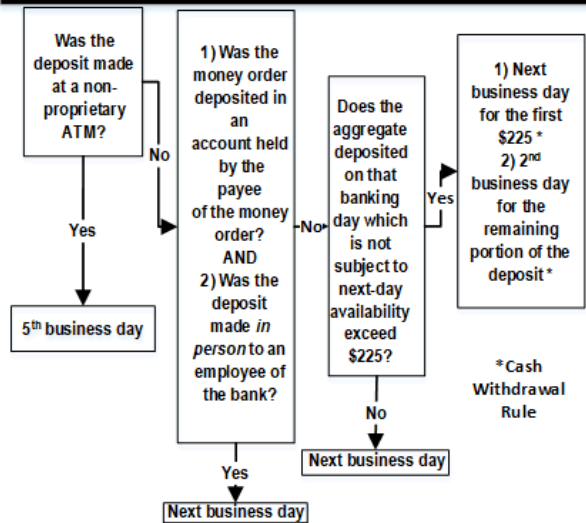 Was the
deposit made
at a non-
proprietary
ATM?
No
Yes
5th business day
1) Was the
money order
deposited in
an
account held
by the
payee
of the money
order?
AND
2) Was the
deposit
made in
person to an
employee of
the bank?
No
Yes
Next business day
Does the
aggregate
deposited
on that
banking
day which
is not
subject to
next-day
availability
exceed
$225?
Yes
No
Next business day
1) Next
business day
for the first
$225 *
2) 2nd
business day
for the
remaining
portion of the
deposit *
*Cash
Withdrawal
Rule